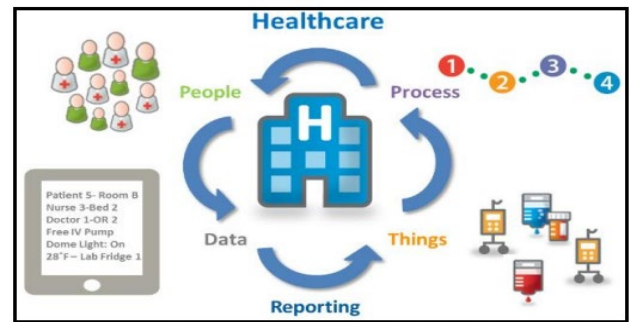 Healthcare
People
Process
1
2
3
4
H
Patient 5- Room B
Nurse 3-Bed 2
Doctor 1-OR 2
Free IV Pump
Dome Light: On
28°F– Lab Fridge 1
Data
Things
Reporting